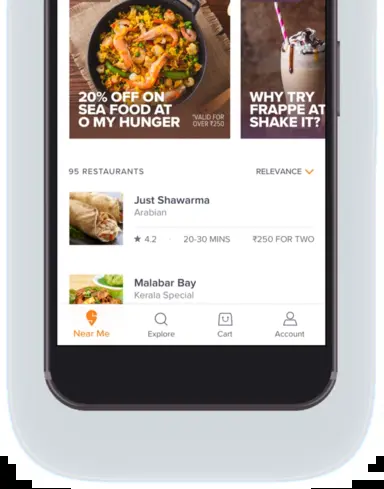 20% OFF ON
SEA FOOD AT
O MY HUNGER
*VALID FOR
OVER ₹250
WHY TRY
FRAPPE AT
SHAKE IT?
95 RESTAURANTS
RELEVANCE
Just Shawarma
Arabian
★ 4.2 · 20-30 MINS · ₹250 FOR TWO
Malabar Bay
Kerala Special
Near Me
Explore
Cart
Account